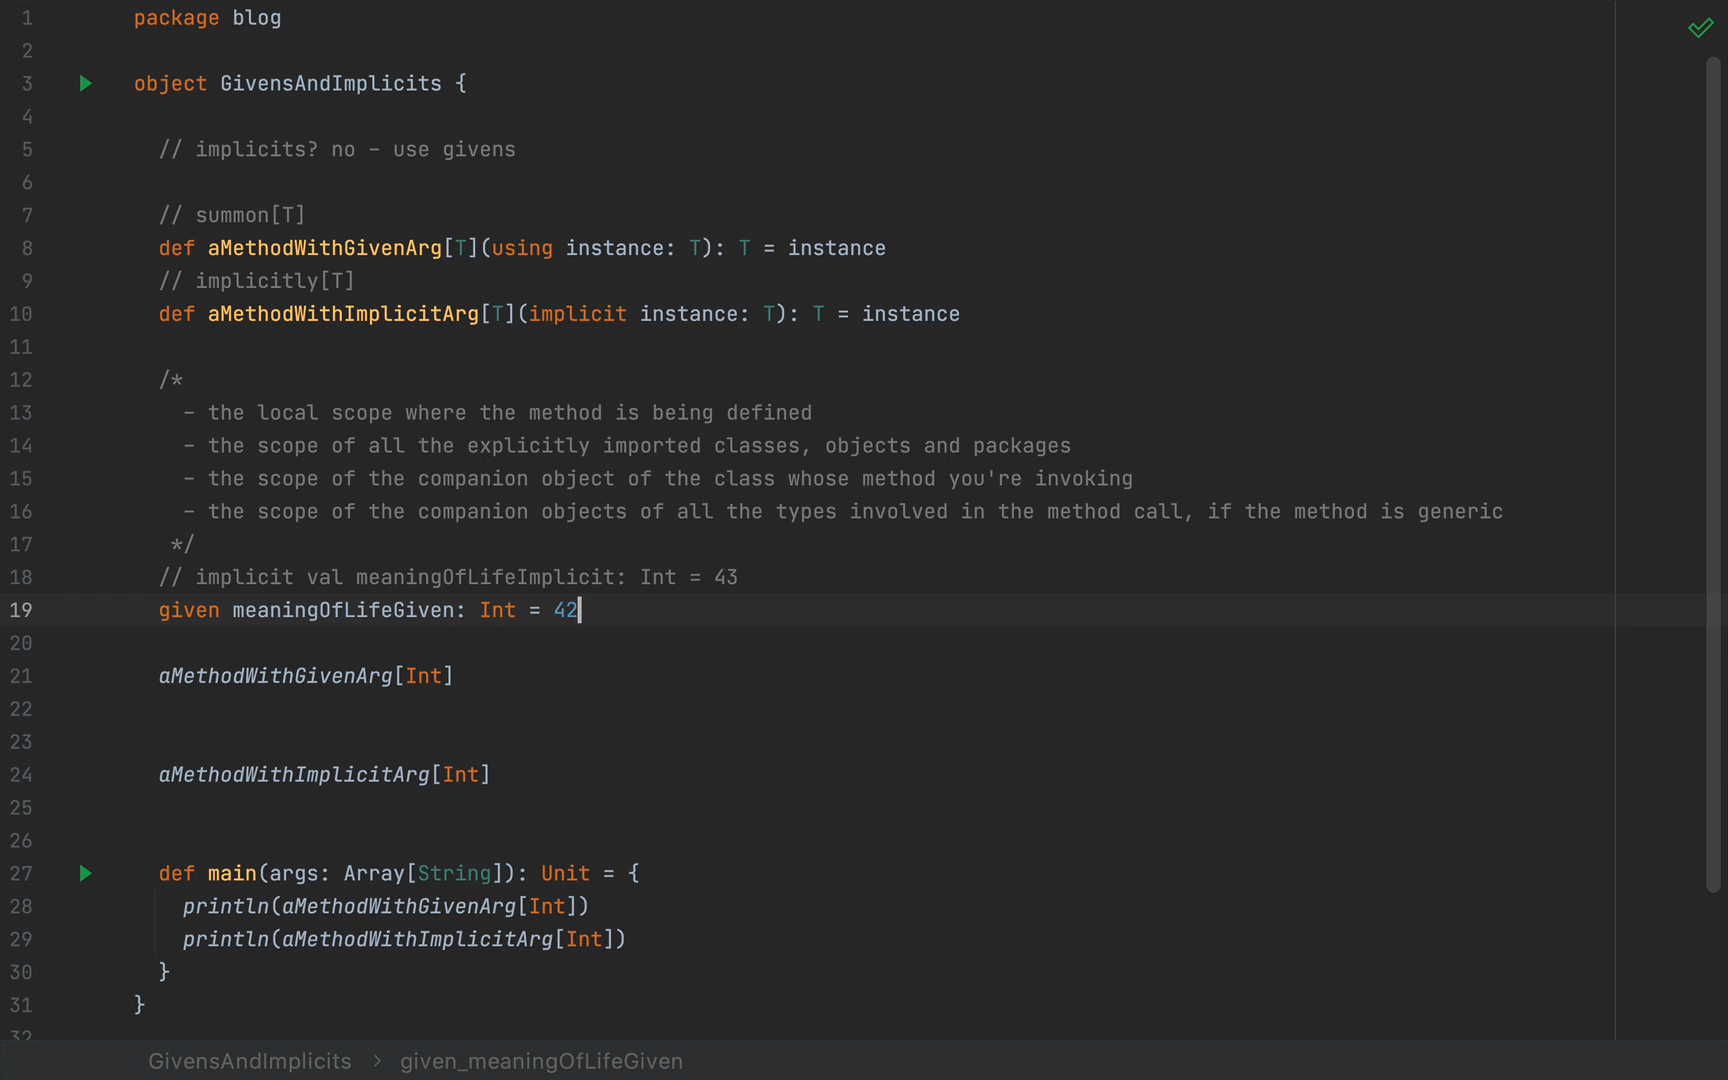 1 package blog
2
3 object GivensAndImplicits {
4
5 // implicits? no - use givens
6
7 // summon[T]
8 def aMethodWithGivenArg[T](using instance: T): T = instance
9 // implicitly[T]
10 def aMethodWithImplicitArg[T](implicit instance: T): T = instance
11
12 /*
13 - the local scope where the method is being defined
14 - the scope of all the explicitly imported classes, objects and packages
15 - the scope of the companion object of the class whose method you're invoking
16 - the scope of the companion objects of all the types involved in the method call, if the method is generic
17 */
18 // implicit val meaningOfLifeImplicit: Int = 43
19 given meaningOfLifeGiven: Int = 42
20
21 aMethodWithGivenArg[Int]
22
23
24 aMethodWithImplicitArg[Int]
25
26
27 def main(args: Array[String]): Unit = {
28 println(aMethodWithGivenArg[Int])
29 println(aMethodWithImplicitArg[Int])
30 }
31 }
32
GivensAndImplicits > given_meaningOfLifeGiven